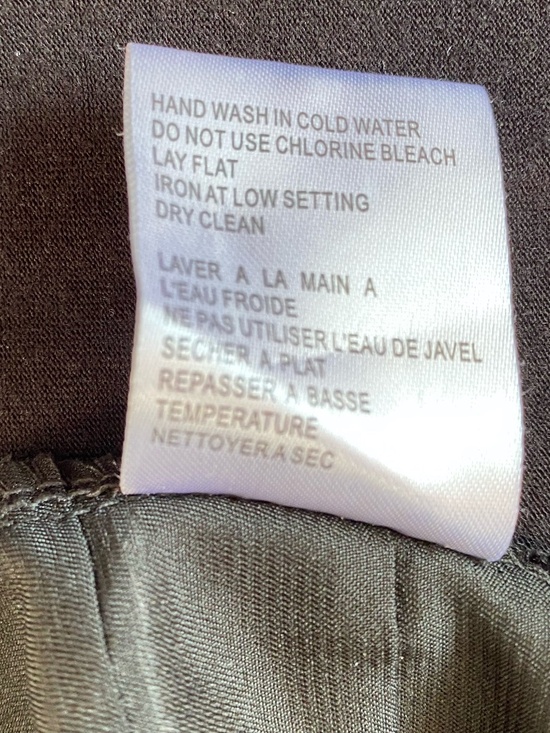 HAND WASH IN COLD WATER
DO NOT USE CHLORINE BLEACH
LAY FLAT
IRON AT LOW SETTING
DRY CLEAN
LAVER A LA MAIN A
L'EAU FROIDE
NE PAS UTILISER L'EAU DE JAVEL
SECHER A PLAT
REPASSER A BASSE
TEMPERATURE
NETTOYER A SEC